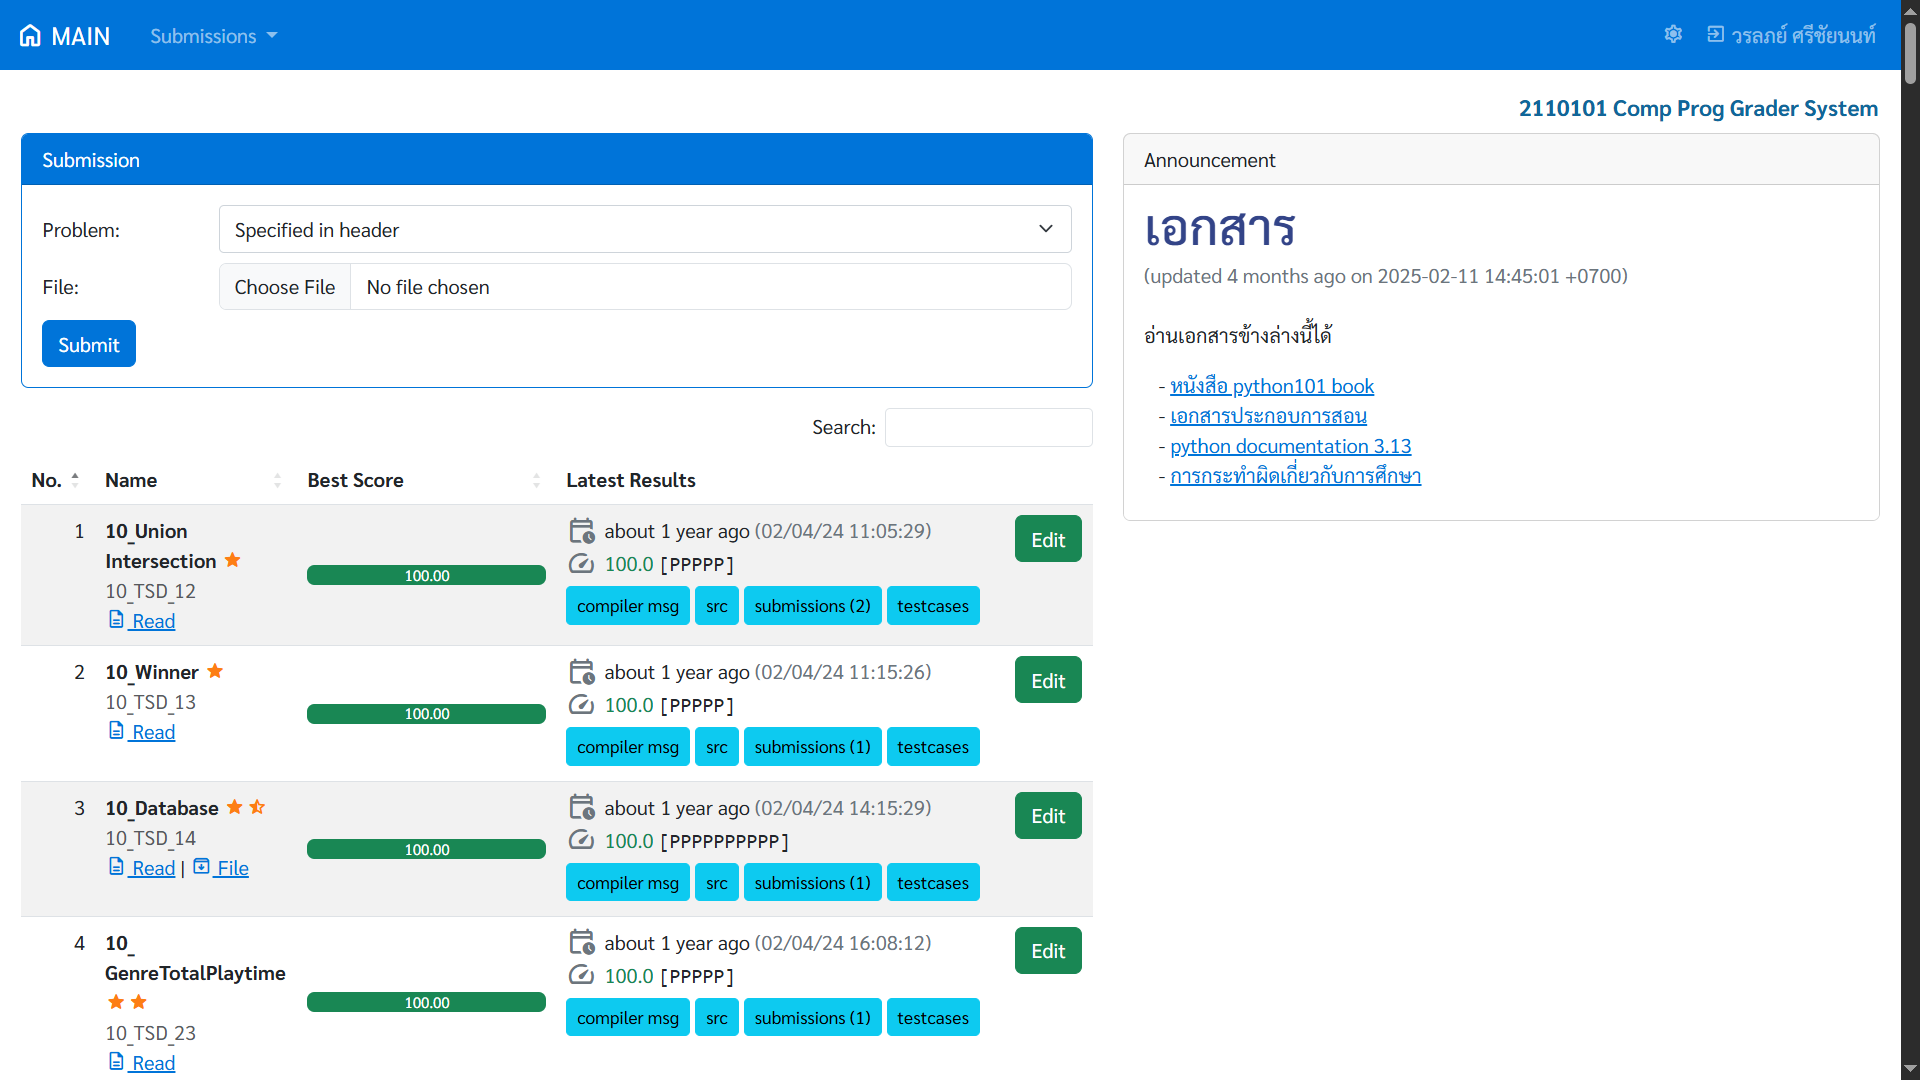 MAIN
Submissions
วรลภย์ ศรีชัยนนท์
2110101 Comp Prog Grader System
Submission
Problem:
Specified in header
File:
Choose File
No file chosen
Submit
Search:
No.
Name
Best Score
Latest Results
1
10_Union
Intersection
10_TSD_12
Read
100.00
about 1 year ago (02/04/24 11:05:29)
100.0 [PPPPP]
compiler msg
src
submissions (2)
testcases
Edit
2
10_Winner
10_TSD_13
Read
100.00
about 1 year ago (02/04/24 11:15:26)
100.0 [PPPPP]
compiler msg
src
submissions (1)
testcases
Edit
3
10_Database
10_TSD_14
Read | File
100.00
about 1 year ago (02/04/24 14:15:29)
100.0 [PPPPPPPPPP]
compiler msg
src
submissions (1)
testcases
Edit
4
10_
GenreTotalPlaytime
10_TSD_23
Read
100.00
about 1 year ago (02/04/24 16:08:12)
100.0 [PPPPP]
compiler msg
src
submissions (1)
testcases
Edit
Announcement
เอกสาร
(updated 4 months ago on 2025-02-11 14:45:01 +0700)
อ่านเอกสารข้างล่างนี้ได้
- หนังสือ python101 book
- เอกสารประกอบการสอน
- python documentation 3.13
- การกระทำผิดเกี่ยวกับการศึกษา